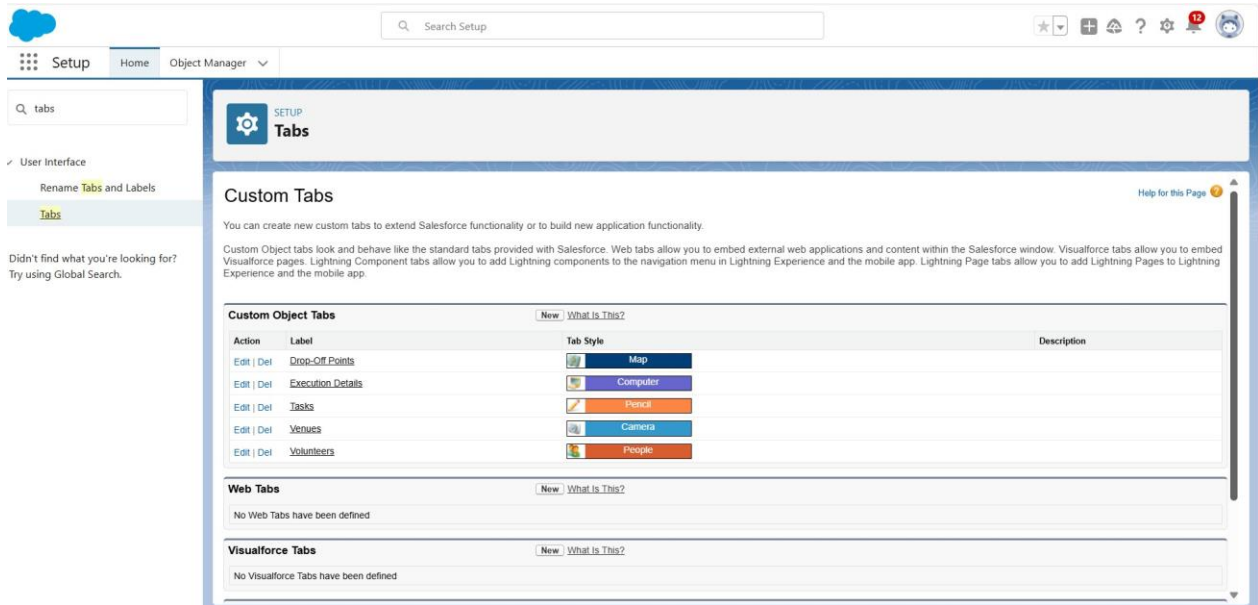 Search Setup
12
Setup
Home
Object Manager
tabs
User Interface
Rename Tabs and Labels
Tabs
Didn't find what you're looking for?
Try using Global Search.
SETUP
Tabs
Custom Tabs
Help for this Page
You can create new custom tabs to extend Salesforce functionality or to build new application functionality.
Custom Object tabs look and behave like the standard tabs provided with Salesforce. Web tabs allow you to embed external web applications and content within the Salesforce window. Visualforce tabs allow you to embed
Visualforce pages. Lightning Component tabs allow you to add Lightning components to the navigation menu in Lightning Experience and the mobile app. Lightning Page tabs allow you to add Lightning Pages to Lightning
Experience and the mobile app.
Custom Object Tabs New What Is This?
Action Label Tab Style Description
Edit | Del Drop-Off Points Map
Edit | Del Execution Details Computer
Edit | Del Tasks Pencil
Edit | Del Venues Camera
Edit | Del Volunteers People
Web Tabs New What Is This?
No Web Tabs have been defined
Visualforce Tabs New What Is This?
No Visualforce Tabs have been defined